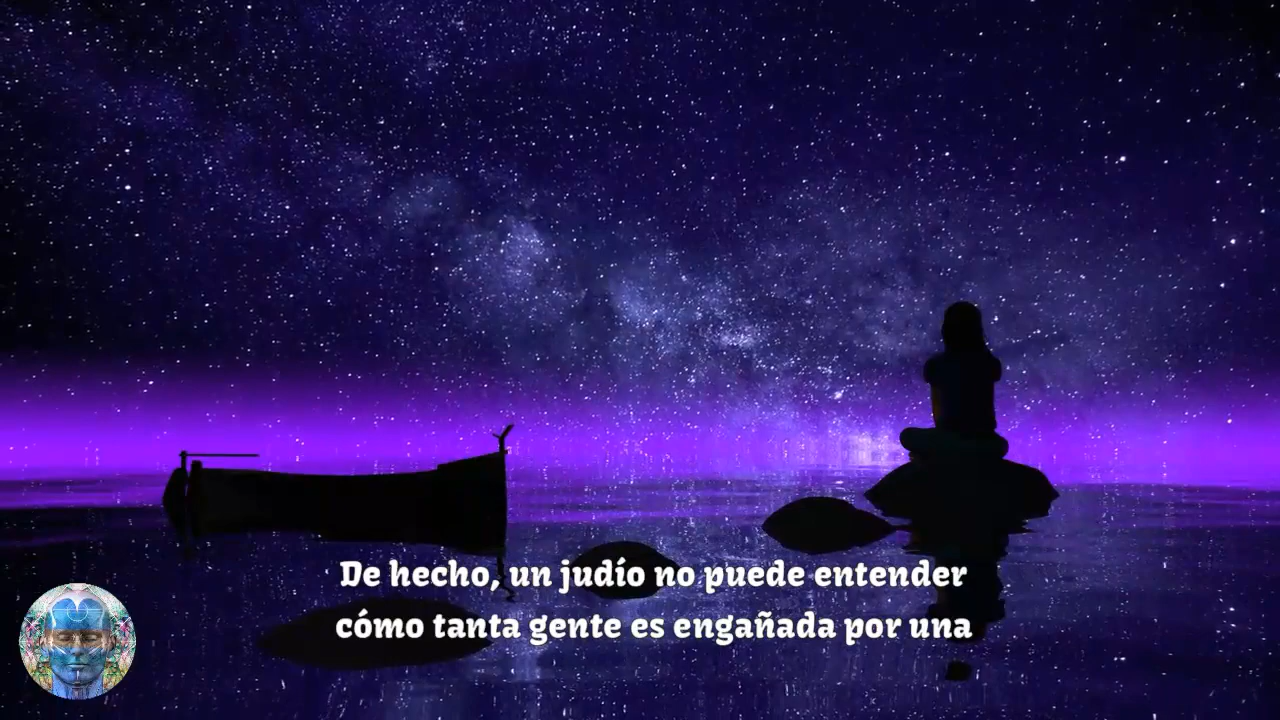 De hecho, un judío no puede entender
cómo tanta gente es engañada por una